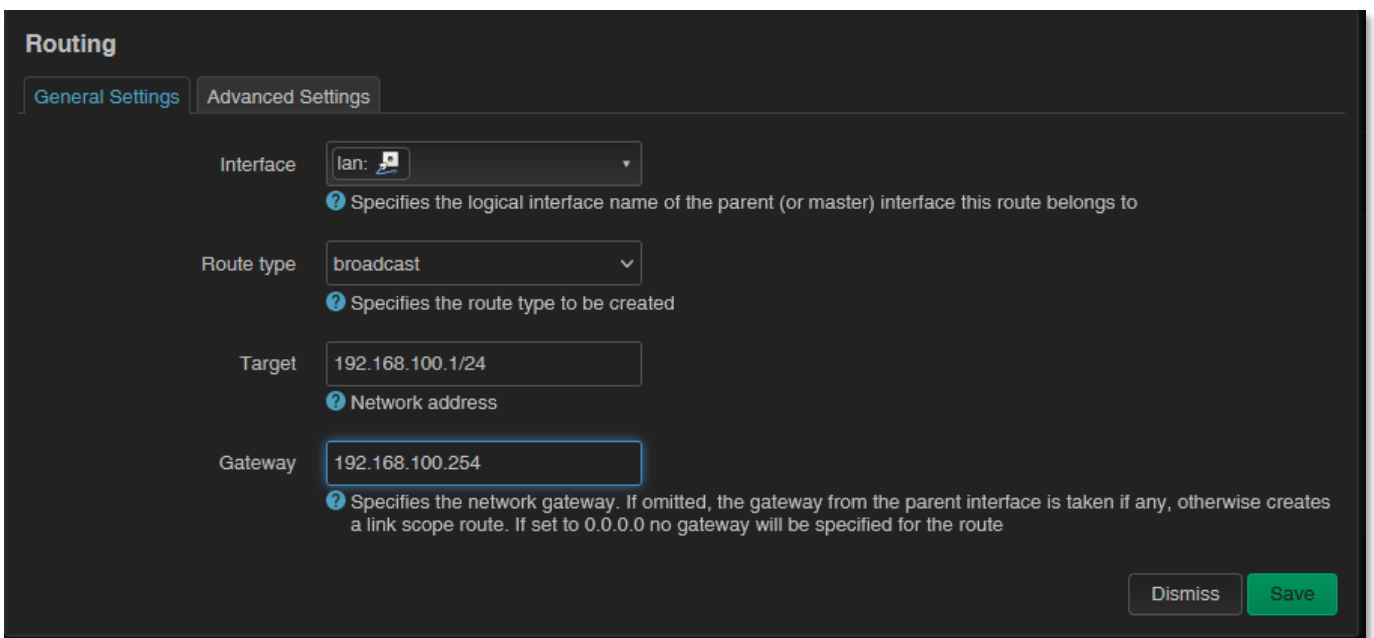 Routing
General Settings
Advanced Settings
Interface
lan:
Specifies the logical interface name of the parent (or master) interface this route belongs to
Route type
broadcast
Specifies the route type to be created
Target
192.168.100.1/24
Network address
Gateway
192.168.100.254
Specifies the network gateway. If omitted, the gateway from the parent interface is taken if any, otherwise creates
a link scope route. If set to 0.0.0.0 no gateway will be specified for the route
Dismiss
Save